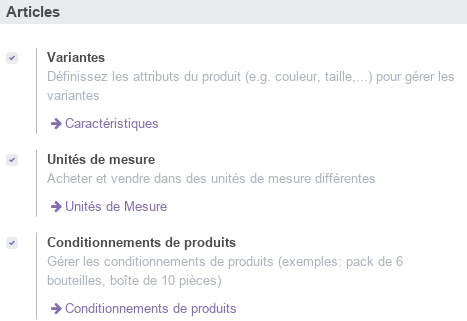 Articles
Variantes
Définissez les attributs du produit (e.g. couleur, taille,...) pour gérer les
variantes
Caractéristiques
Unités de mesure
Acheter et vendre dans des unités de mesure différentes
Unités de Mesure
Conditionnements de produits
Gérer les conditionnements de produits (exemples: pack de 6
bouteilles, boîte de 10 pièces)
Conditionnements de produits